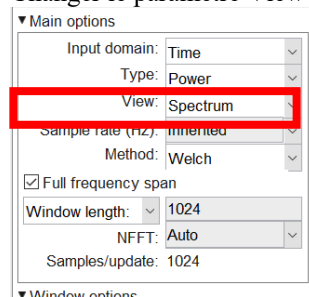 ▼Main options
Input domain: Time
Type: Power
View: Spectrum
Sample rate (Hz): Inherited
Method: Welch
Full frequency span
Window length: 1024
NFFT: Auto
Samples/update: 1024
▼Window options